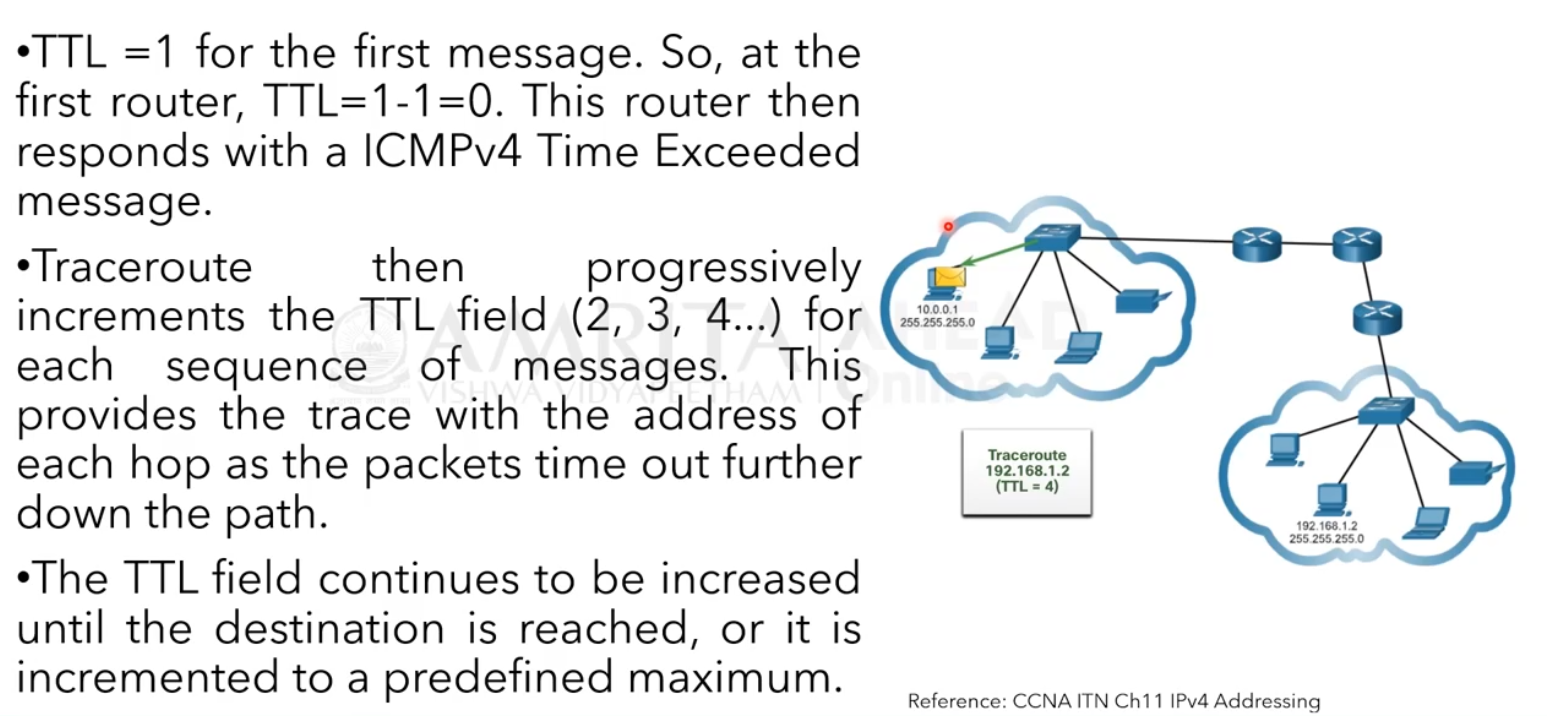 •TTL =1 for the first message. So, at the
first router, TTL=1-1=0. This router then
responds with a ICMPv4 Time Exceeded
message.
•Traceroute then progressively
increments the TTL field (2, 3, 4...) for
each sequence of messages. This
provides the trace with the address of
each hop as the packets time out further
down the path.
•The TTL field continues to be increased
until the destination is reached, or it is
incremented to a predefined maximum.
AMRITA AHEAD
VISHWA VIDYAPEETHAM | Online
10.0.0.1
255.255.255.0
Traceroute
192.168.1.2
(TTL = 4)
192.168.1.2
255.255.255.0
Reference: CCNA ITN Ch11 IPv4 Addressing